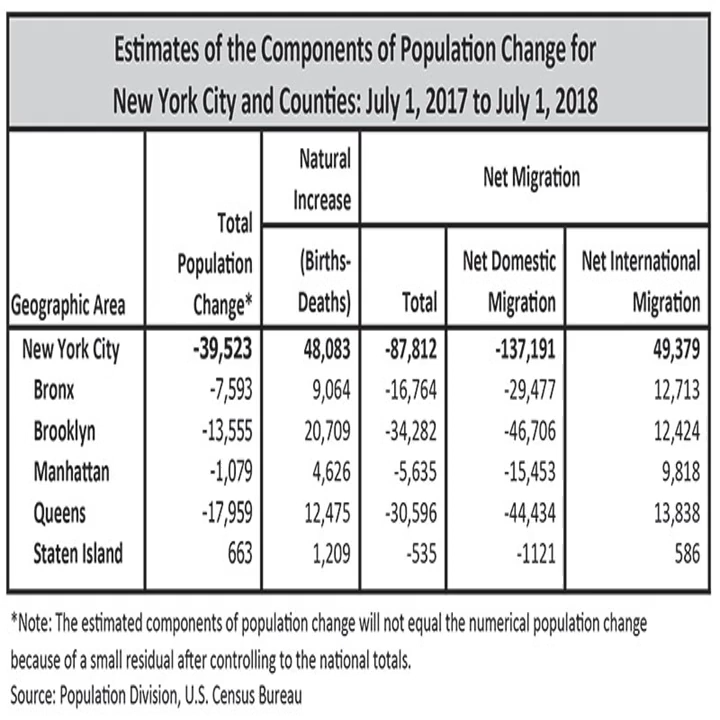 Estimates of the Components of Population Change for
New York City and Counties: July 1, 2017 to July 1, 2018
Geographic Area
Total
Population
Change*
Natural
Increase
(Births-
Deaths)
Net Migration
Total
Net Domestic
Migration
Net International
Migration
New York City -39,523 48,083 -87,812 -137,191 49,379
Bronx -7,593 9,064 -16,764 -29,477 12,713
Brooklyn -13,555 20,709 -34,282 -46,706 12,424
Manhattan -1,079 4,626 -5,635 -15,453 9,818
Queens -17,959 12,475 -30,596 -44,434 13,838
Staten Island 663 1,209 -535 -1121 586
*Note: The estimated components of population change will not equal the numerical population change
because of a small residual after controlling to the national totals.
Source: Population Division, U.S. Census Bureau